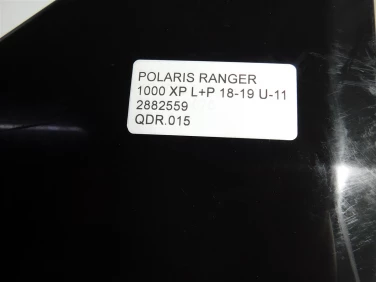 POLARIS RANGER
1000 XP L+P 18-19 U-11
2882559
QDR.015